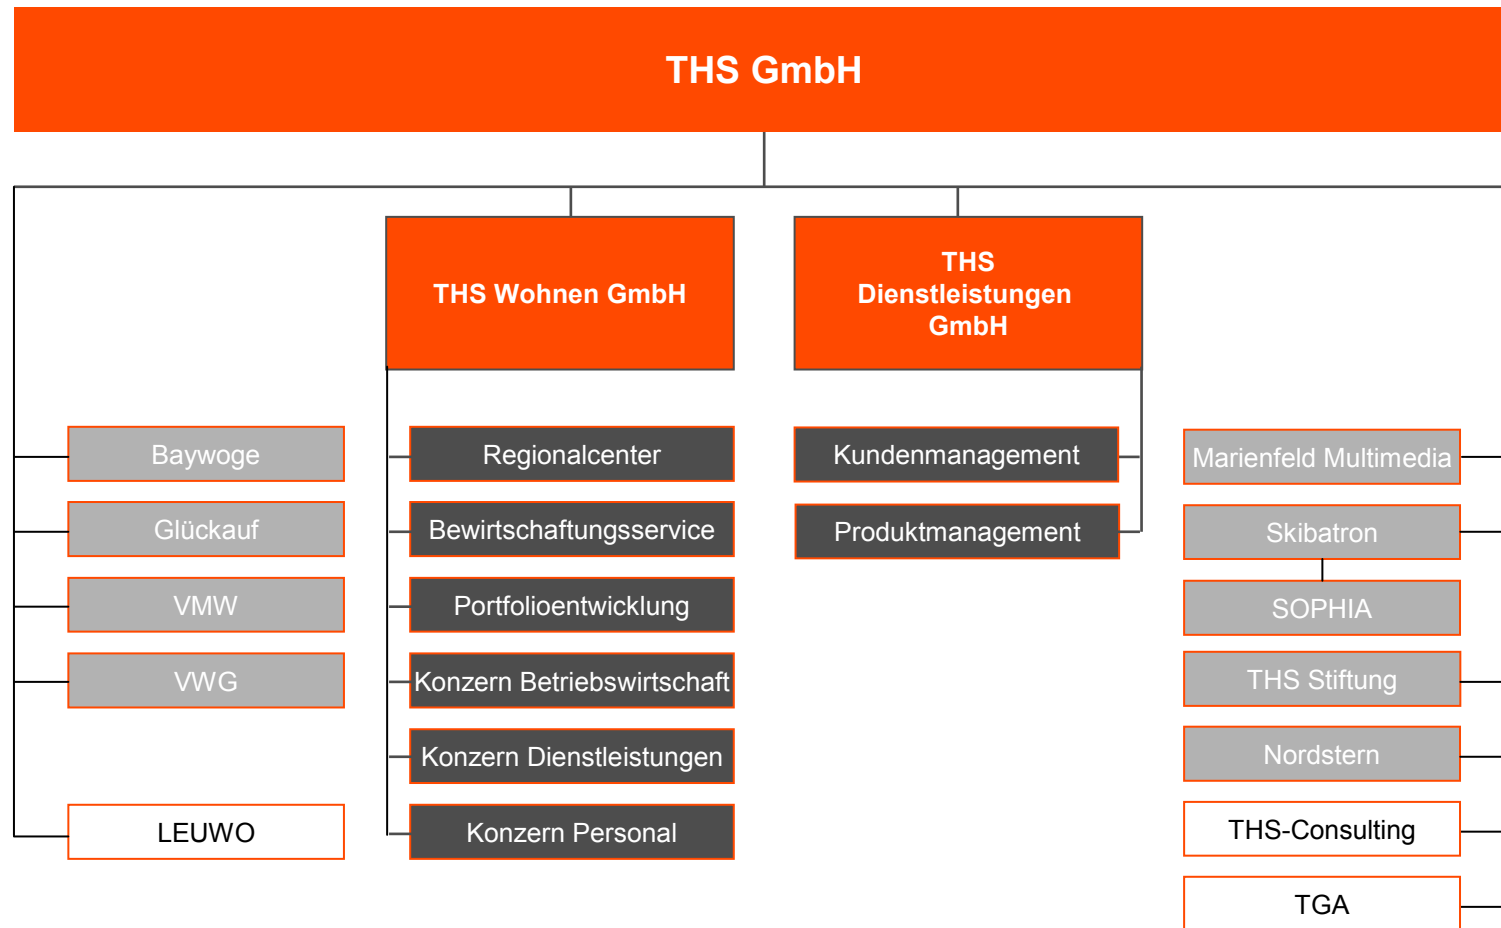 THS GmbH
THS Wohnen GmbH
THS
Dienstleistungen
GmbH
Baywoge
Glückauf
VMW
VWG
LEUWO
Regionalcenter
Bewirtschaftungsservice
Portfolioentwicklung
Konzern Betriebswirtschaft
Konzern Dienstleistungen
Konzern Personal
Kundenmanagement
Produktmanagement
Marienfeld Multimedia
Skibatron
SOPHIA
THS Stiftung
Nordstern
THS-Consulting
TGA